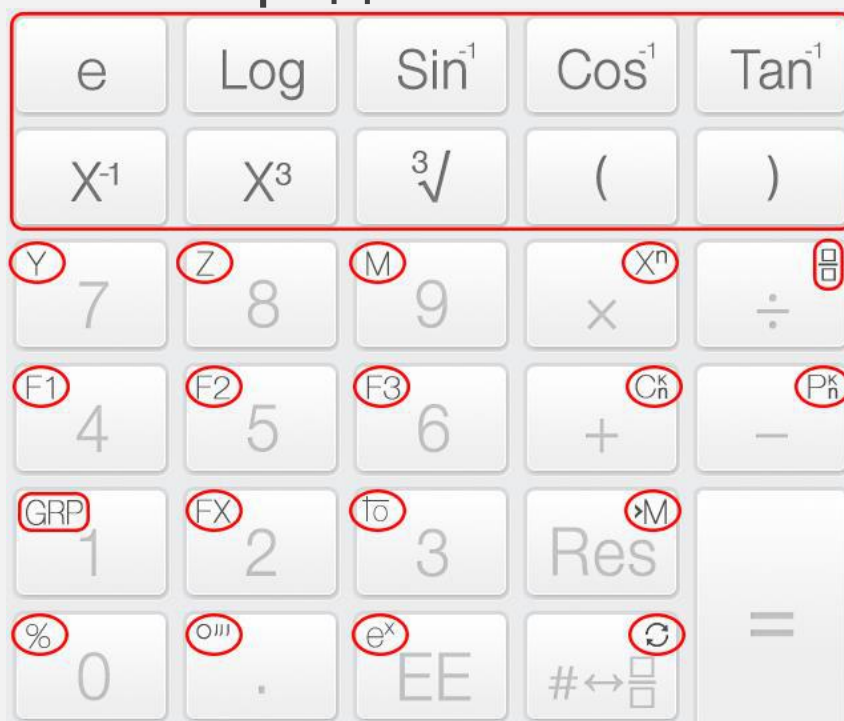 e Log Sin⁻¹ Cos⁻¹ Tan⁻¹
X⁻¹ X³ ³√ ( )
Y 7 Z 8 M 9 × Xⁿ ÷
F1 4 F2 5 F3 6 + Cₙᴷ − Pₙᴷ
GRP 1 FX 2 3 Res >M
% 0 . eˣ EE #↔ =